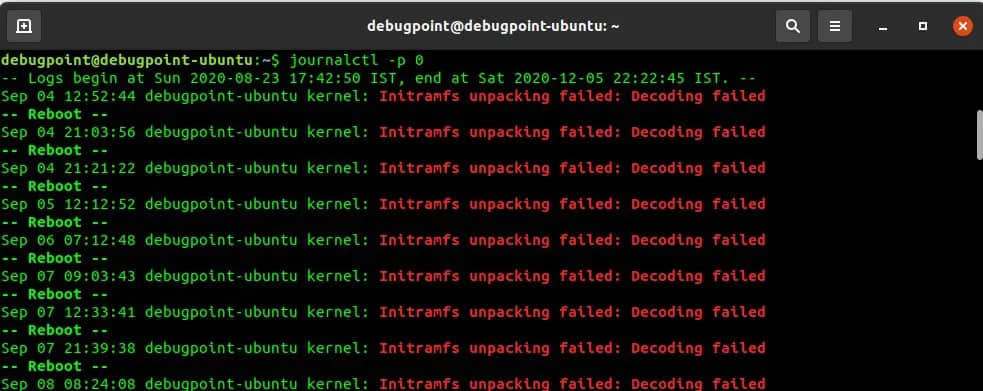 debugpoint@debugpoint-ubuntu: ~
debugpoint@debugpoint-ubuntu:~$ journalctl -p 0
-- Logs begin at Sun 2020-08-23 17:42:50 IST, end at Sat 2020-12-05 22:22:45 IST. --
Sep 04 12:52:44 debugpoint-ubuntu kernel: Initramfs unpacking failed: Decoding failed
-- Reboot --
Sep 04 21:03:56 debugpoint-ubuntu kernel: Initramfs unpacking failed: Decoding failed
-- Reboot --
Sep 04 21:21:22 debugpoint-ubuntu kernel: Initramfs unpacking failed: Decoding failed
-- Reboot --
Sep 05 12:12:52 debugpoint-ubuntu kernel: Initramfs unpacking failed: Decoding failed
-- Reboot --
Sep 06 07:12:48 debugpoint-ubuntu kernel: Initramfs unpacking failed: Decoding failed
-- Reboot --
Sep 07 09:03:43 debugpoint-ubuntu kernel: Initramfs unpacking failed: Decoding failed
-- Reboot --
Sep 07 12:33:41 debugpoint-ubuntu kernel: Initramfs unpacking failed: Decoding failed
-- Reboot --
Sep 07 21:39:38 debugpoint-ubuntu kernel: Initramfs unpacking failed: Decoding failed
-- Reboot --
Sep 08 08:24:08 debugpoint-ubuntu kernel: Initramfs unpacking failed: Decoding failed